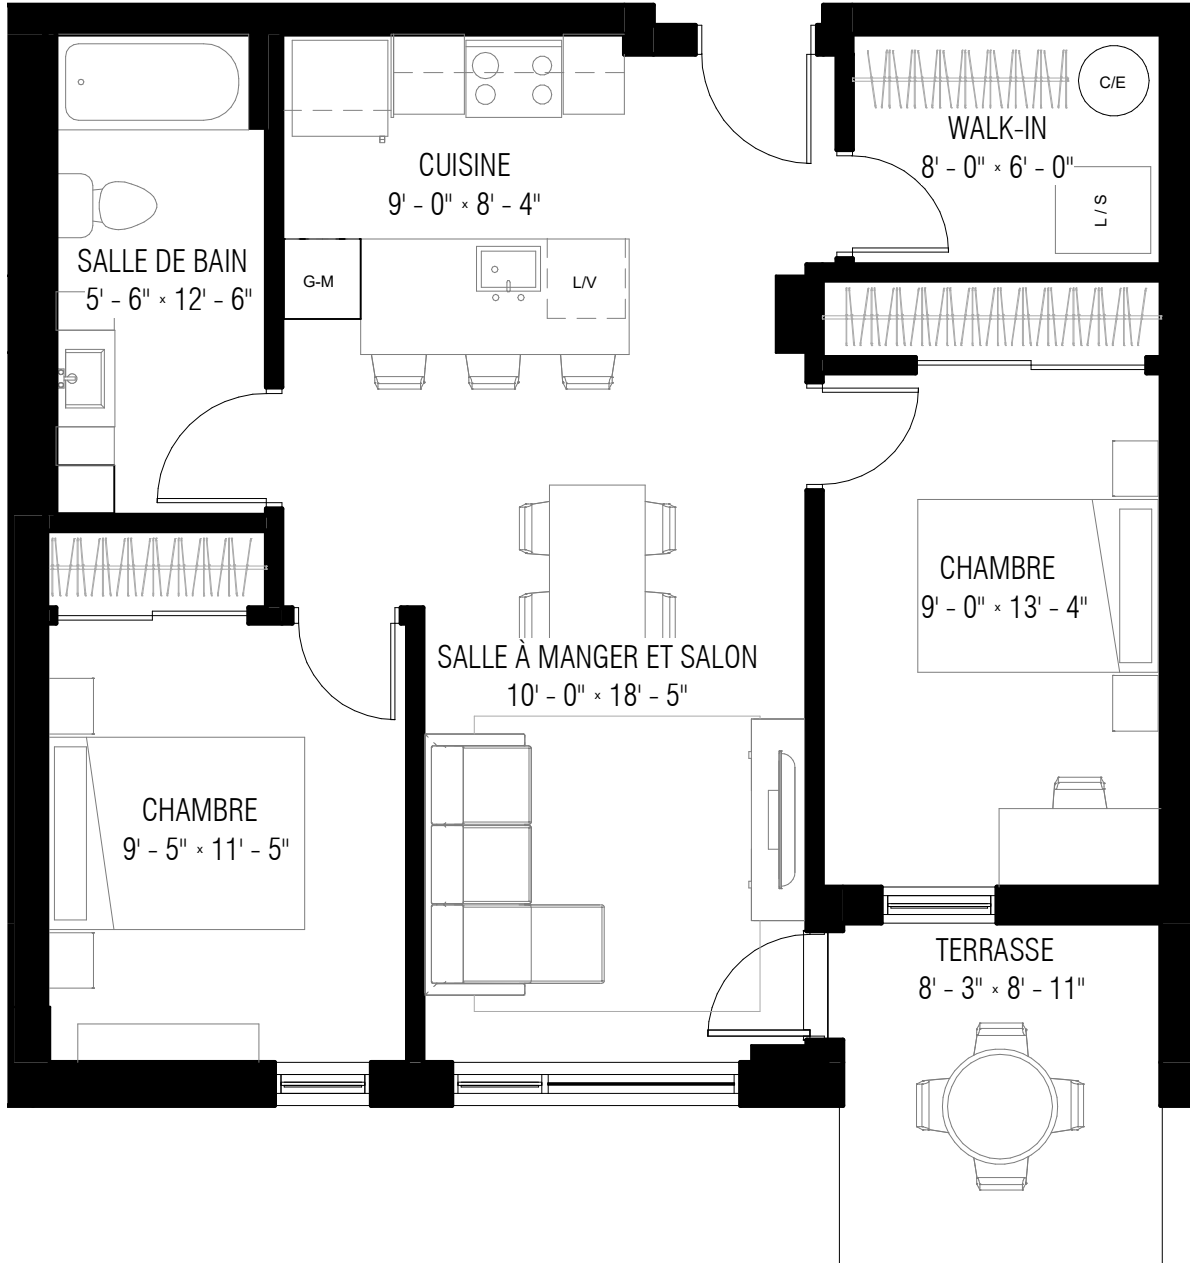 C/E
WALK-IN
8' - 0" × 6' - 0"
L / S
CUISINE
9' - 0" × 8' - 4"
SALLE DE BAIN
5' - 6" × 12' - 6"
G-M
L/V
CHAMBRE
9' - 0" × 13' - 4"
SALLE À MANGER ET SALON
10' - 0" × 18' - 5"
CHAMBRE
9' - 5" × 11' - 5"
TERRASSE
8' - 3" × 8' - 11"